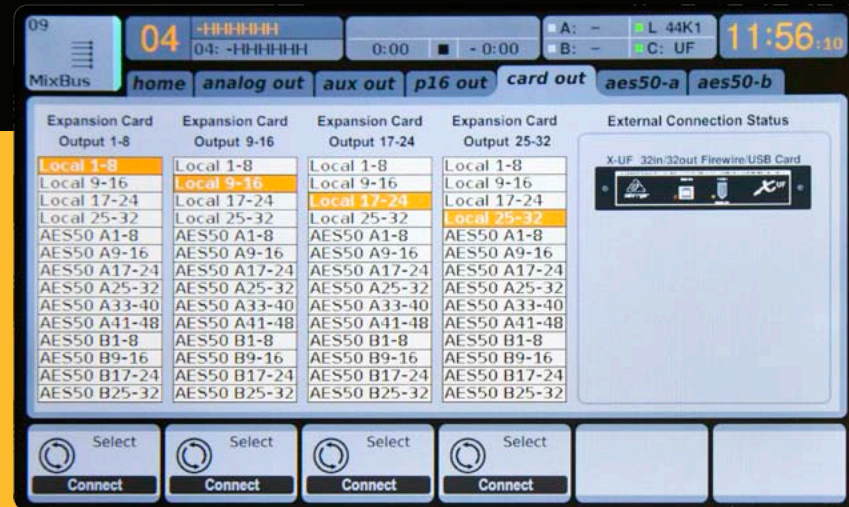 09
MixBus
04
-HHHHHH
04: -HHHHHH
0:00 - 0:00
A: -
B: -
L 44K1
C: UF
11:56:10
home analog out aux out p16 out card out aes50-a aes50-b
Expansion Card Output 1-8
Local 1-8
Local 9-16
Local 17-24
Local 25-32
AES50 A1-8
AES50 A9-16
AES50 A17-24
AES50 A25-32
AES50 A33-40
AES50 A41-48
AES50 B1-8
AES50 B9-16
AES50 B17-24
AES50 B25-32
Expansion Card Output 9-16
Local 1-8
Local 9-16
Local 17-24
Local 25-32
AES50 A1-8
AES50 A9-16
AES50 A17-24
AES50 A25-32
AES50 A33-40
AES50 A41-48
AES50 B1-8
AES50 B9-16
AES50 B17-24
AES50 B25-32
Expansion Card Output 17-24
Local 1-8
Local 9-16
Local 17-24
Local 25-32
AES50 A1-8
AES50 A9-16
AES50 A17-24
AES50 A25-32
AES50 A33-40
AES50 A41-48
AES50 B1-8
AES50 B9-16
AES50 B17-24
AES50 B25-32
Expansion Card Output 25-32
Local 1-8
Local 9-16
Local 17-24
Local 25-32
AES50 A1-8
AES50 A9-16
AES50 A17-24
AES50 A25-32
AES50 A33-40
AES50 A41-48
AES50 B1-8
AES50 B9-16
AES50 B17-24
AES50 B25-32
External Connection Status
X-UF 32in/32out Firewire/USB Card
X UF
Select
Connect
Select
Connect
Select
Connect
Select
Connect